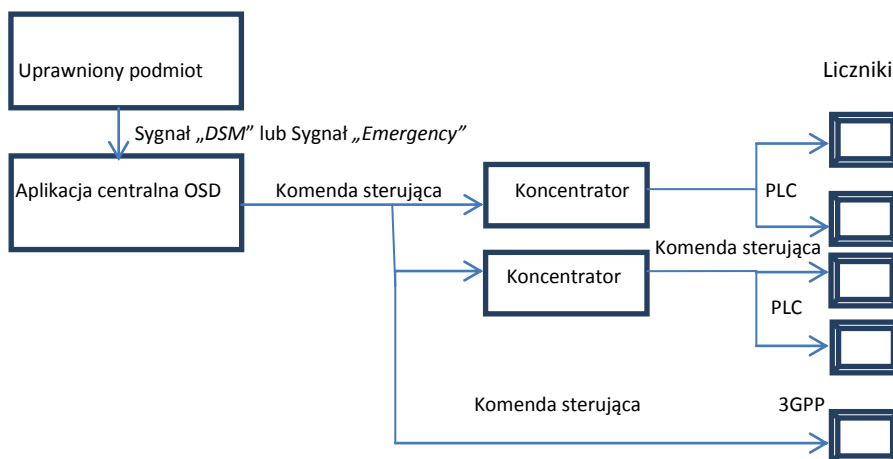 Uprawniony podmiot
Liczniki
Sygnał „DSM” lub Sygnał „Emergency”
Aplikacja centralna OSD
Komenda sterująca
Koncentrator
PLC
Komenda sterująca
Koncentrator
PLC
Komenda sterująca
3GPP